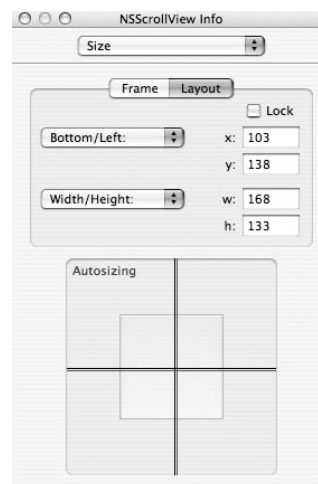 NSScrollView Info
Size
Frame Layout
Lock
Bottom/Left: x: 103
y: 138
Width/Height: w: 168
h: 133
Autosizing